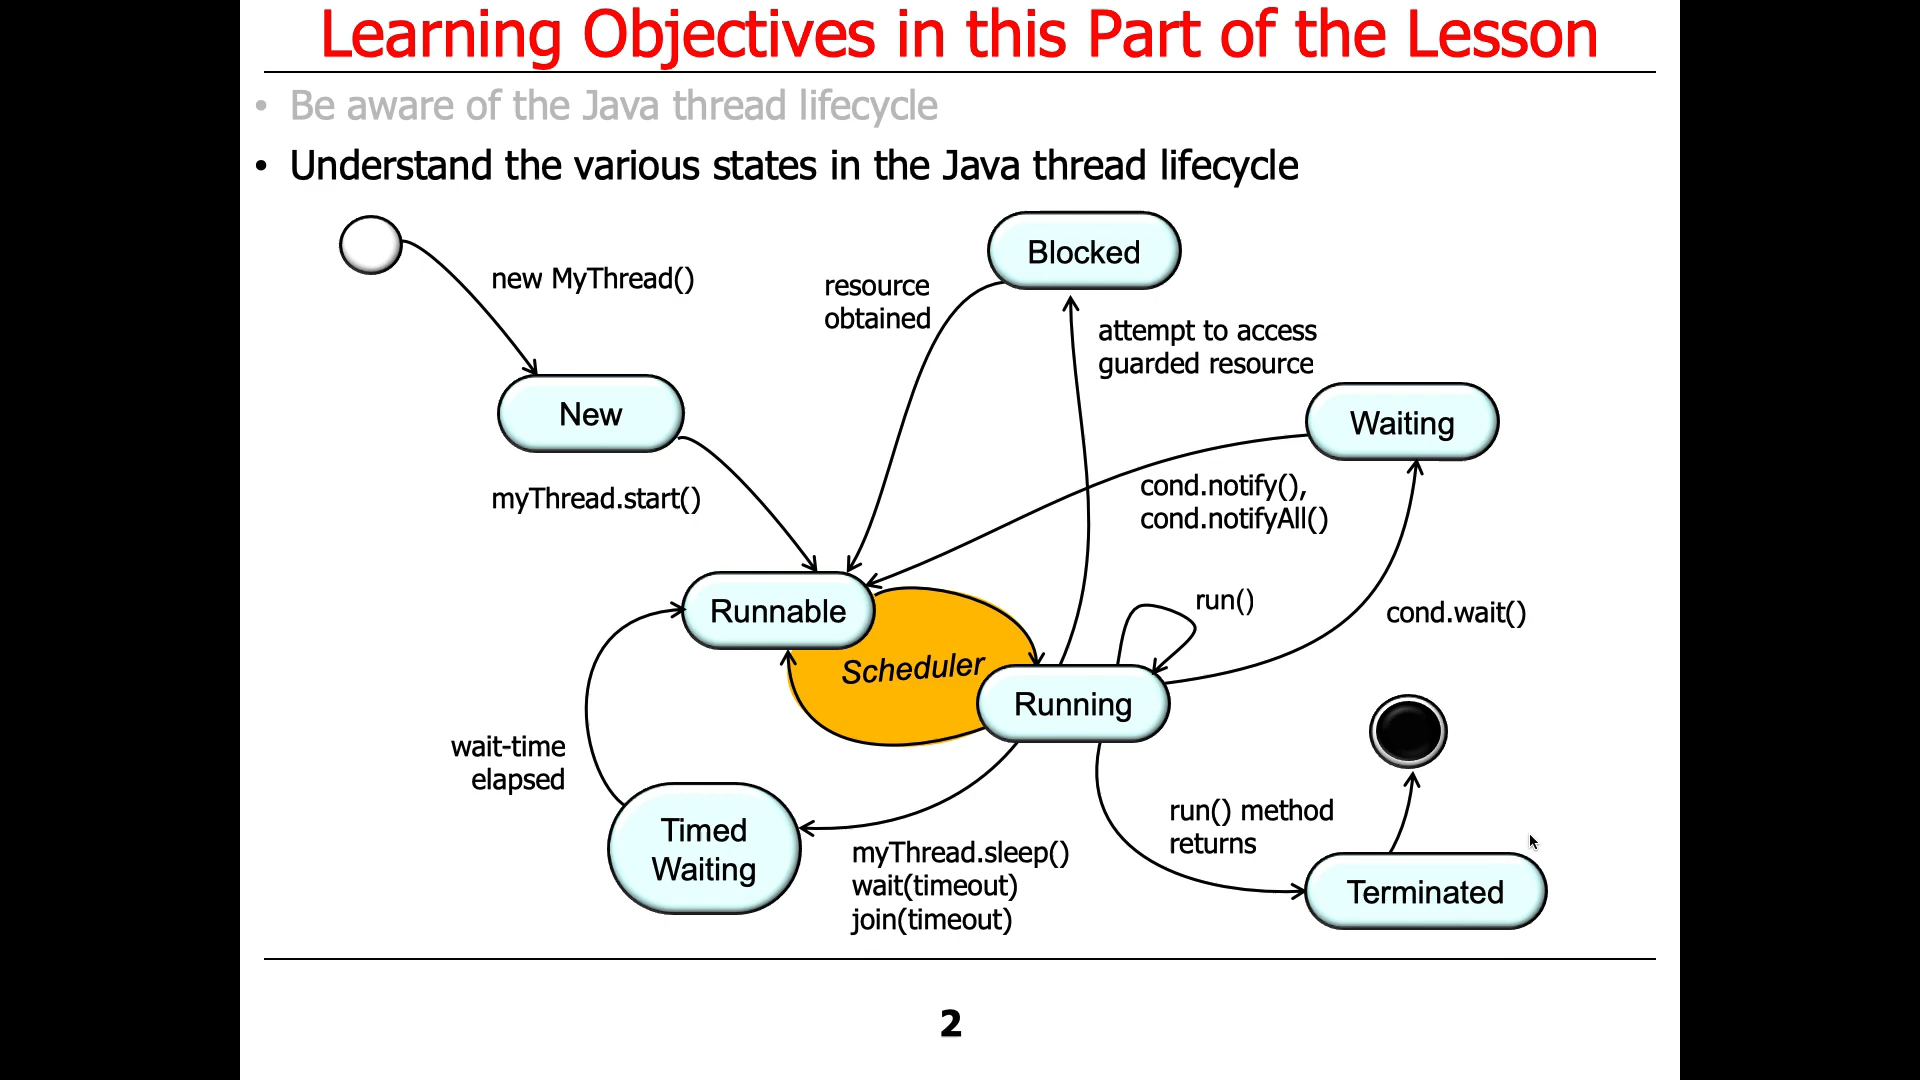 Learning Objectives in this Part of the Lesson
• Be aware of the Java thread lifecycle
• Understand the various states in the Java thread lifecycle
new MyThread()
New
myThread.start()
resource
obtained
Blocked
attempt to access
guarded resource
Waiting
cond.notify(),
cond.notifyAll()
cond.wait()
Runnable
Scheduler
run()
Running
wait-time
elapsed
Timed
Waiting
myThread.sleep()
wait(timeout)
join(timeout)
run() method
returns
Terminated
2